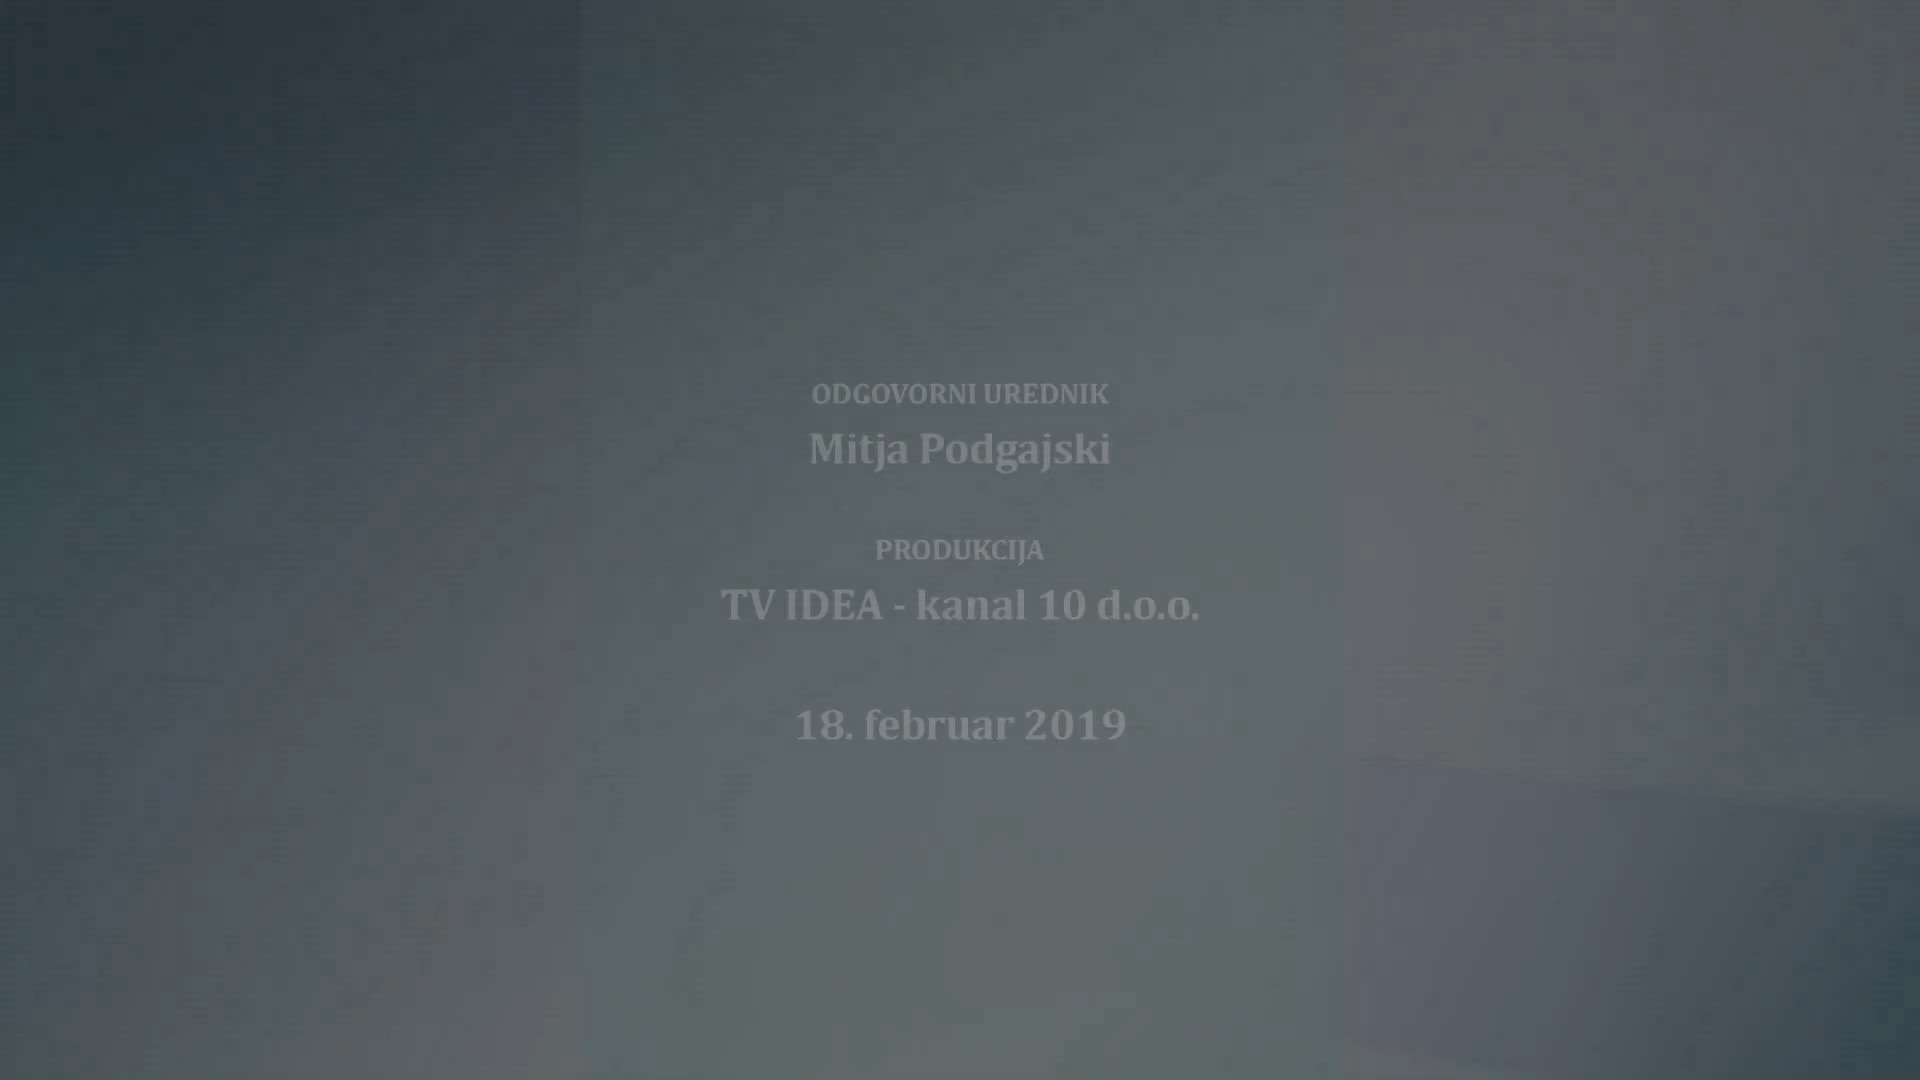 ODGOVORNI UREDNIK
Mitja Podgajski
PRODUKCIJA
TV IDEA - kanal 10 d.o.o.
18. februar 2019